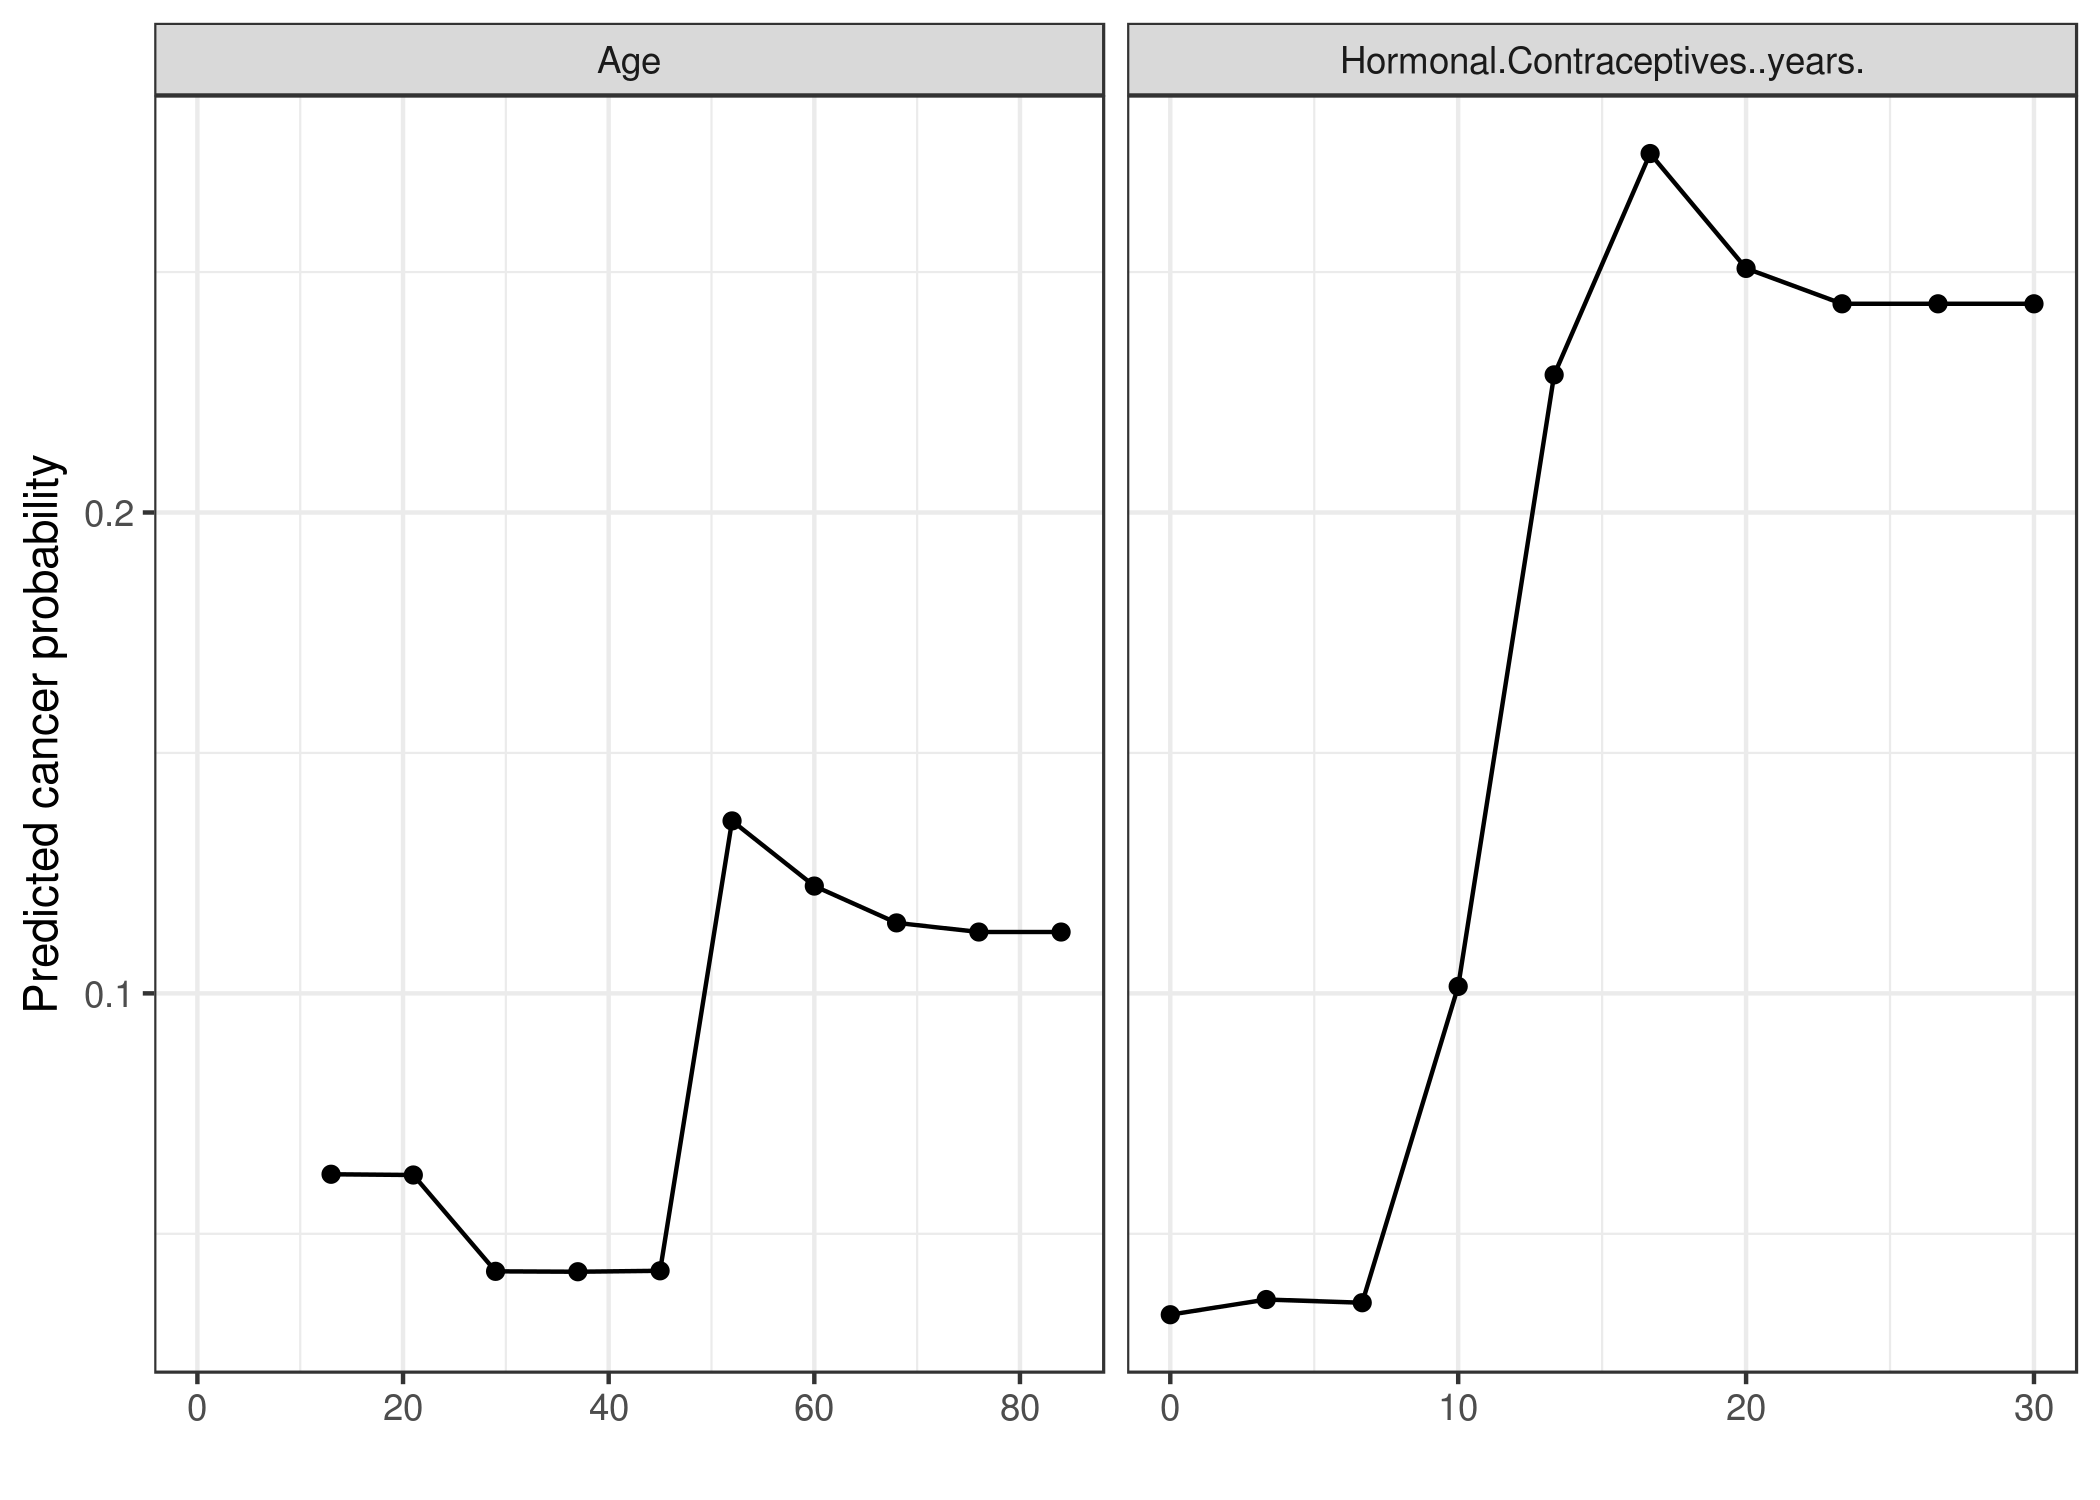 Age
Hormonal.Contraceptives..years.
Predicted cancer probability
0.2
0.1
0 20 40 60 80
0 10 20 30